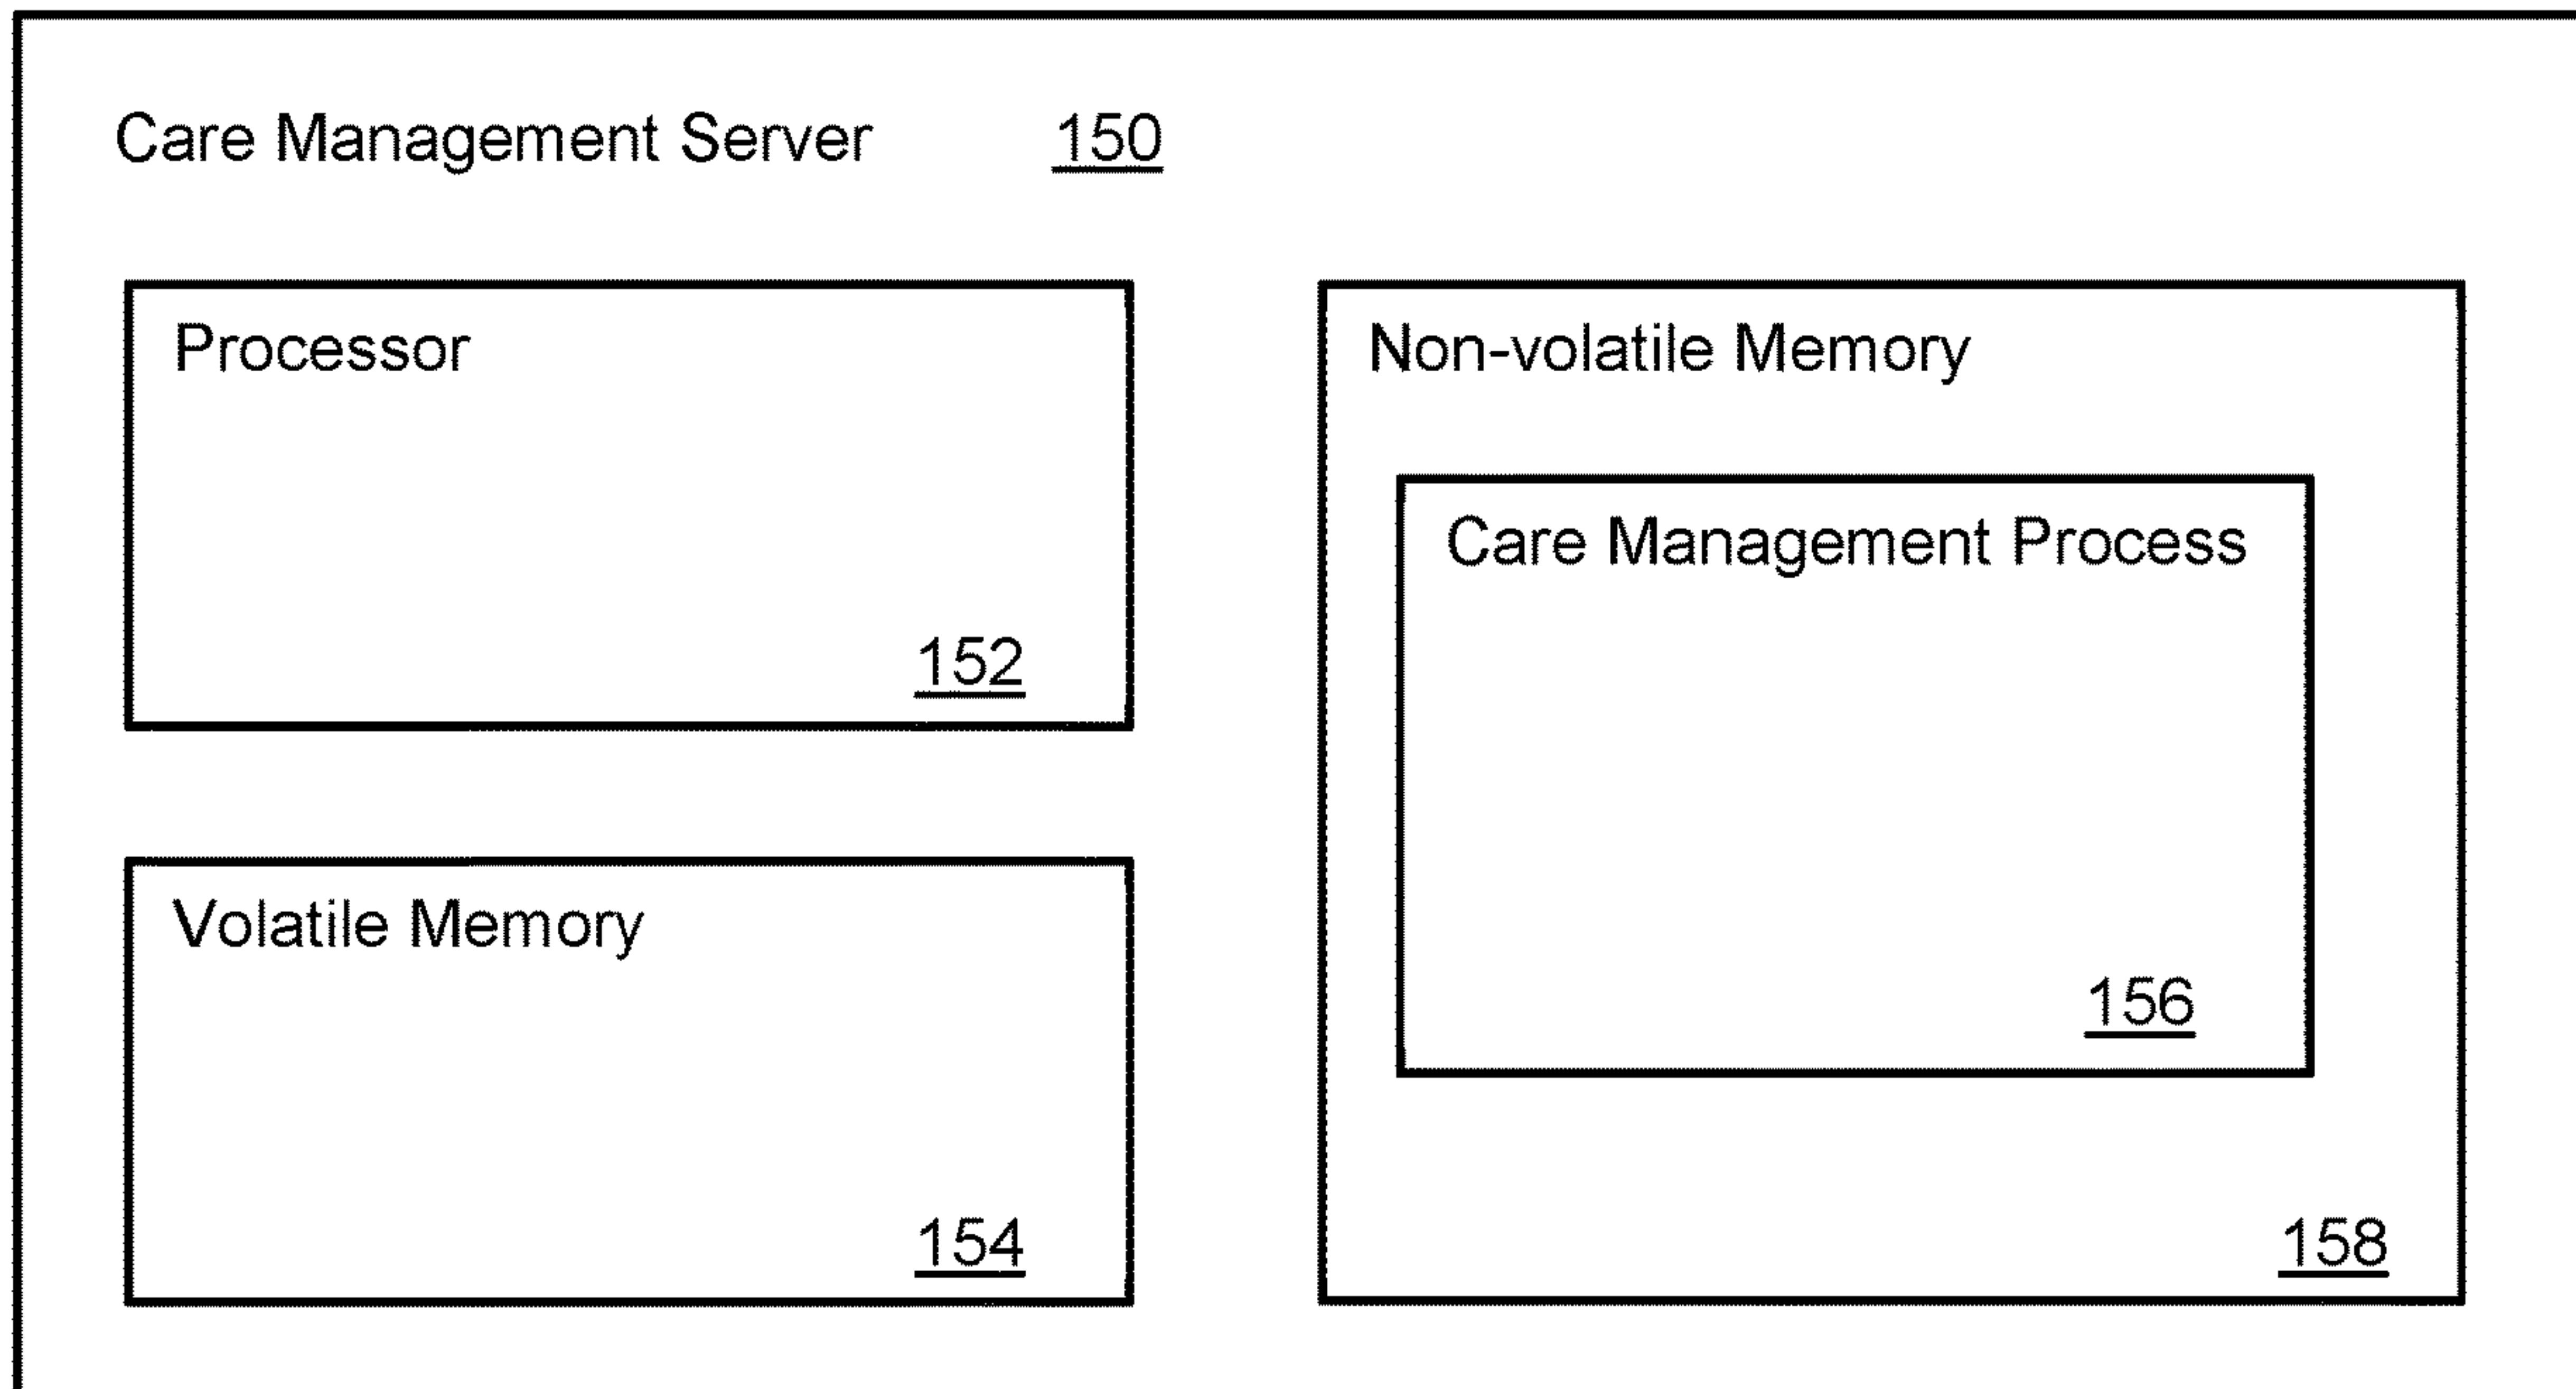 Care Management Server 150
Processor
152
Volatile Memory
154
Non-volatile Memory
Care Management Process
156
158